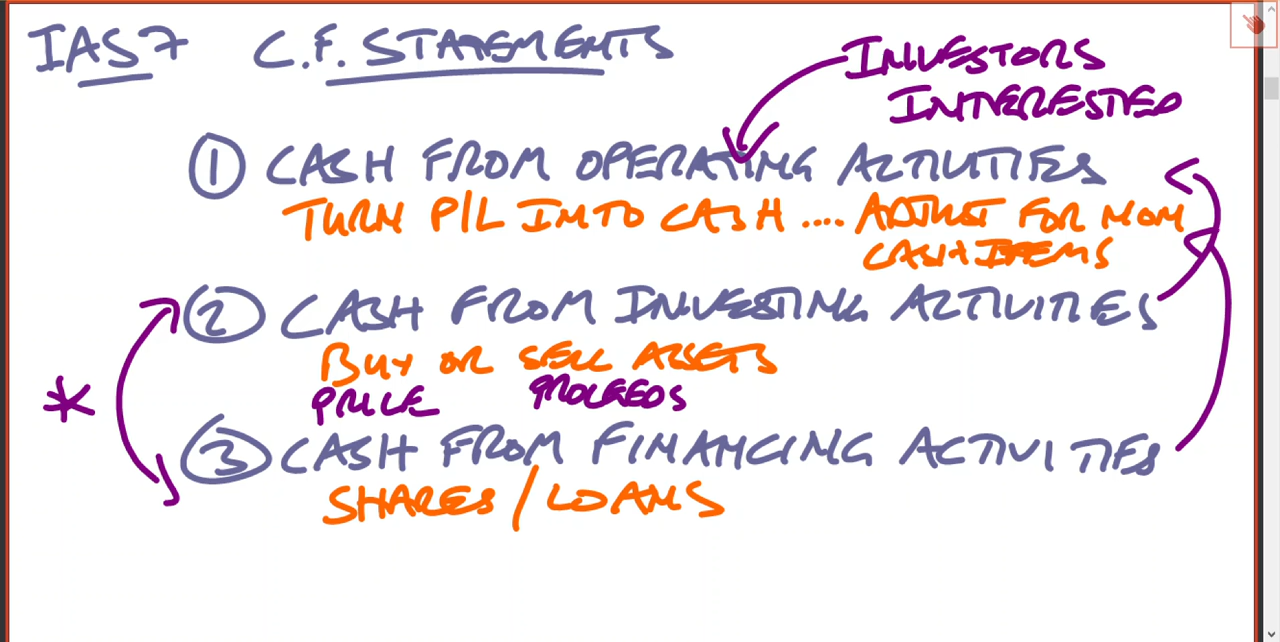 IAS7 C.F. STATEMENTS
INVESTORS
INTERESTED
1 CASH FROM OPERATING ACTIVITIES
TURN P/L INTO CASH .... ADJUST FOR NON
CASH ITEMS
2 CASH FROM INVESTING ACTIVITIES
BUY OR SELL ASSETS
PRICE PROCEEDS
*
3 CASH FROM FINANCING ACTIVITIES
SHARES / LOANS